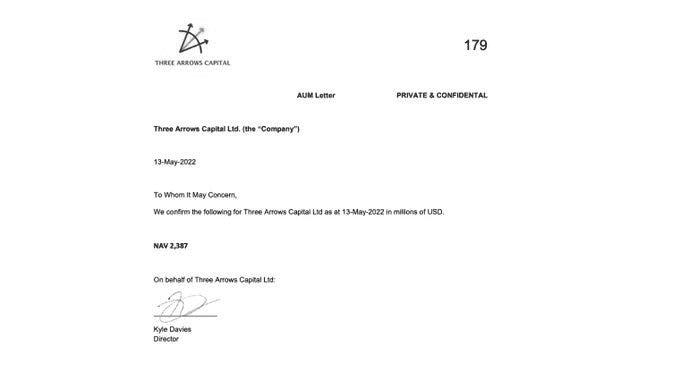 THREE ARROWS CAPITAL
179
AUM Letter
PRIVATE & CONFIDENTAL
Three Arrows Capital Ltd. (the “Company”)
13-May-2022
To Whom It May Concern,
We confirm the following for Three Arrows Capital Ltd as at 13-May-2022 in millions of USD.
NAV 2,387
On behalf of Three Arrows Capital Ltd:
Kyle Davies
Director